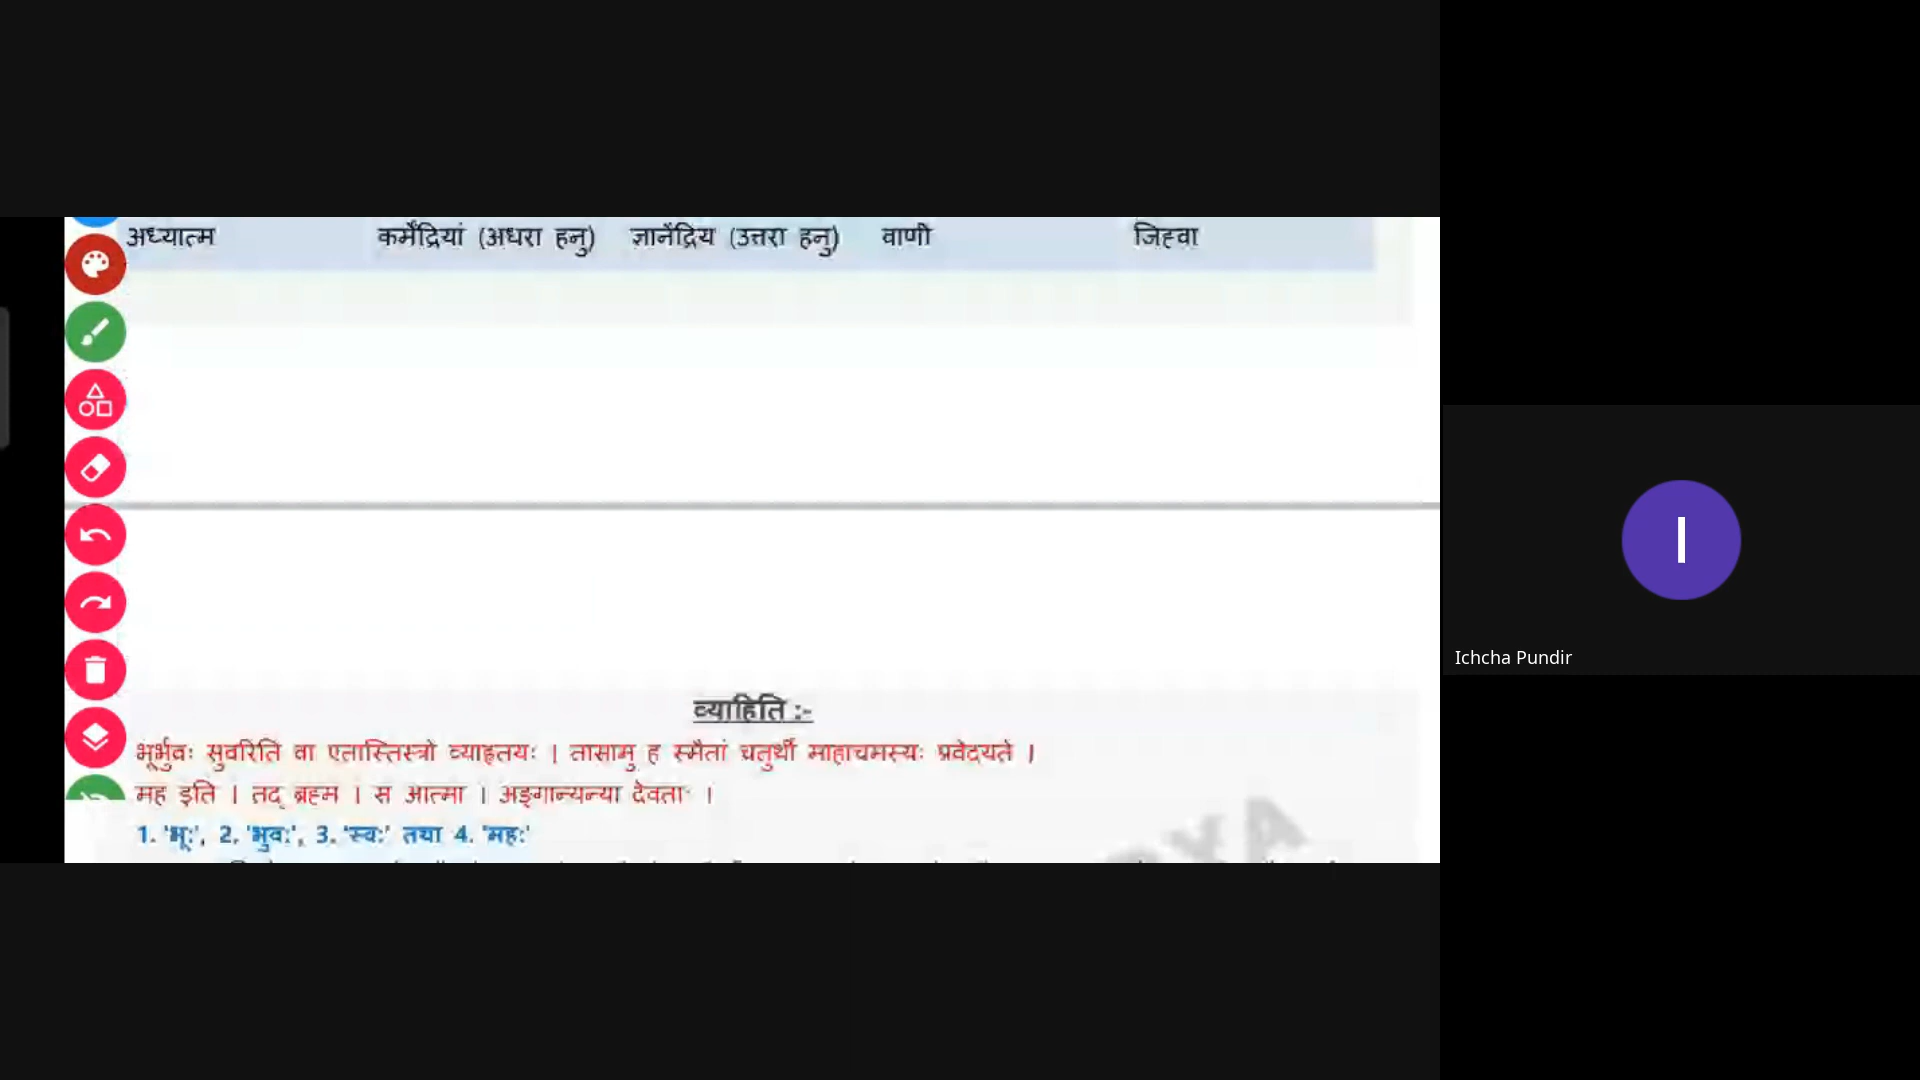 अध्यात्म कर्मेंद्रियां (अधरा हनु) ज्ञानेंद्रिय (उत्तरा हनु) वाणी जिह्वा
व्याहिति :-
भूर्भुवः सुवरिति वा एतास्तिस्त्रो व्याहृतयः । तासामु ह स्मैतां चतुर्थी माहाचमस्यः प्रवेदयते ।
मह इति । तद् ब्रह्म । स आत्मा । अङ्गान्यन्या देवताः ।
1. 'भूः', 2. 'भुवः', 3. 'स्वः' तथा 4. 'महः'
I
Ichcha Pundir